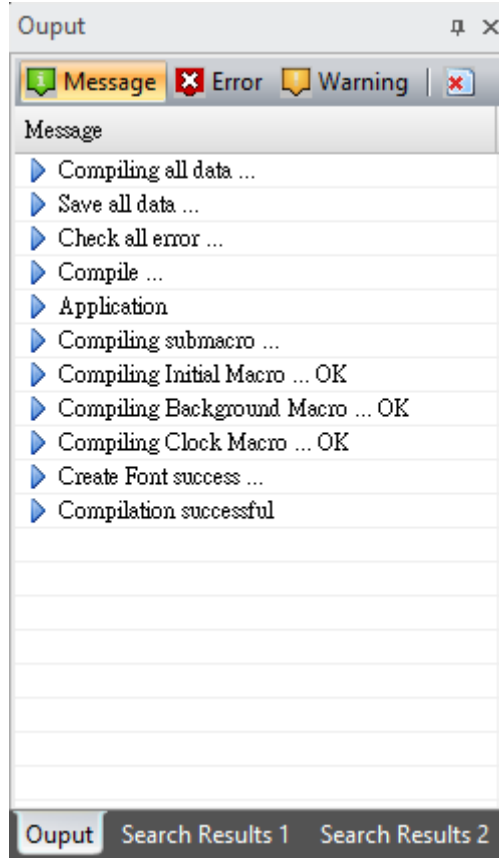 Ouput
Message Error Warning
Message
Compiling all data ...
Save all data ...
Check all error ...
Compile ...
Application
Compiling submacro ...
Compiling Initial Macro ... OK
Compiling Background Macro ... OK
Compiling Clock Macro ... OK
Create Font success ...
Compilation successful
Ouput Search Results 1 Search Results 2